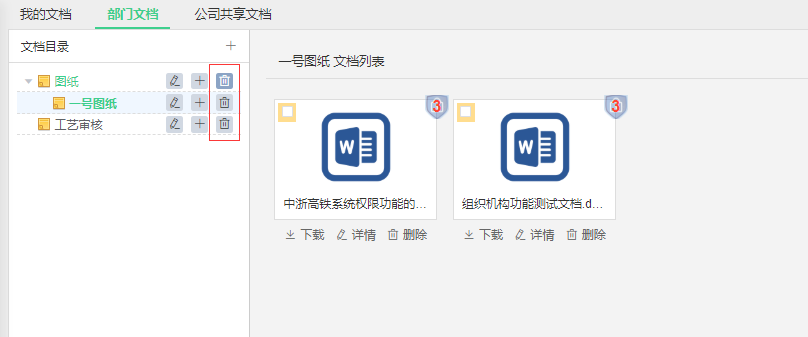 我的文档 部门文档 公司共享文档
文档目录 +
一号图纸 文档列表
图纸
一号图纸
工艺审核
3
3
W
W
中浙高铁系统权限功能的...
组织机构功能测试文档.d...
下载 详情 删除
下载 详情 删除